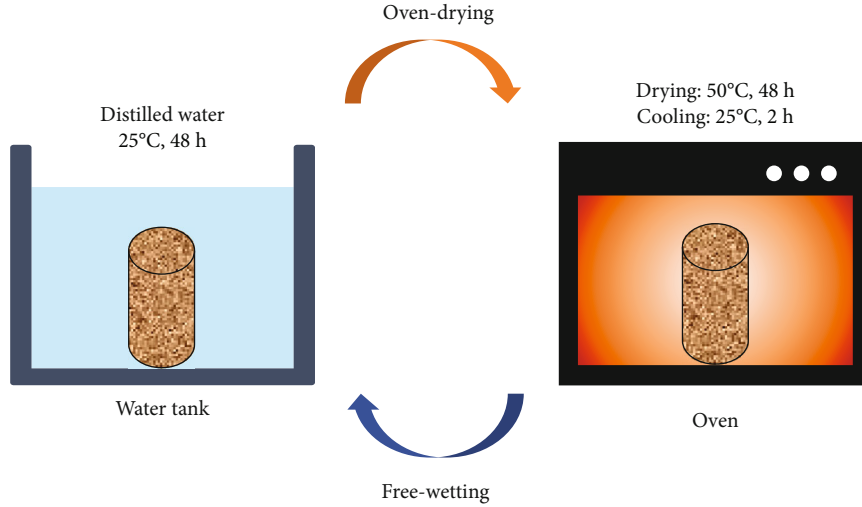 Oven-drying
Distilled water
25°C, 48 h
Drying: 50°C, 48 h
Cooling: 25°C, 2 h
Water tank
Oven
Free-wetting